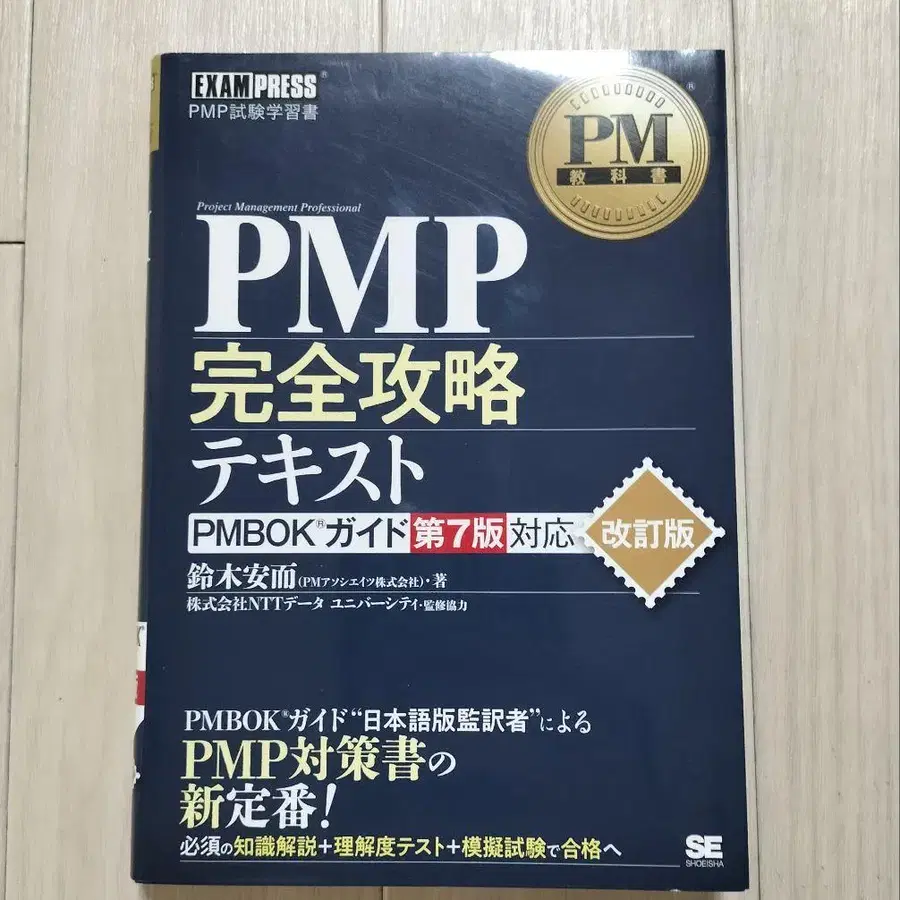 EXAMPRESS®
PMP試験学習書
PM®
教科書
Project Management Professional
PMP
完全攻略
テキスト
PMBOK®ガイド 第7版 対応
改訂版
鈴木安而(PMアソシエイツ株式会社)・著
株式会社NTTデータ ユニバーシティ・監修協力
PMBOK®ガイド“日本語版監訳者”による
PMP対策書の
新定番!
必須の知識解説+理解度テスト+模擬試験で合格へ
SE
SHOEISHA